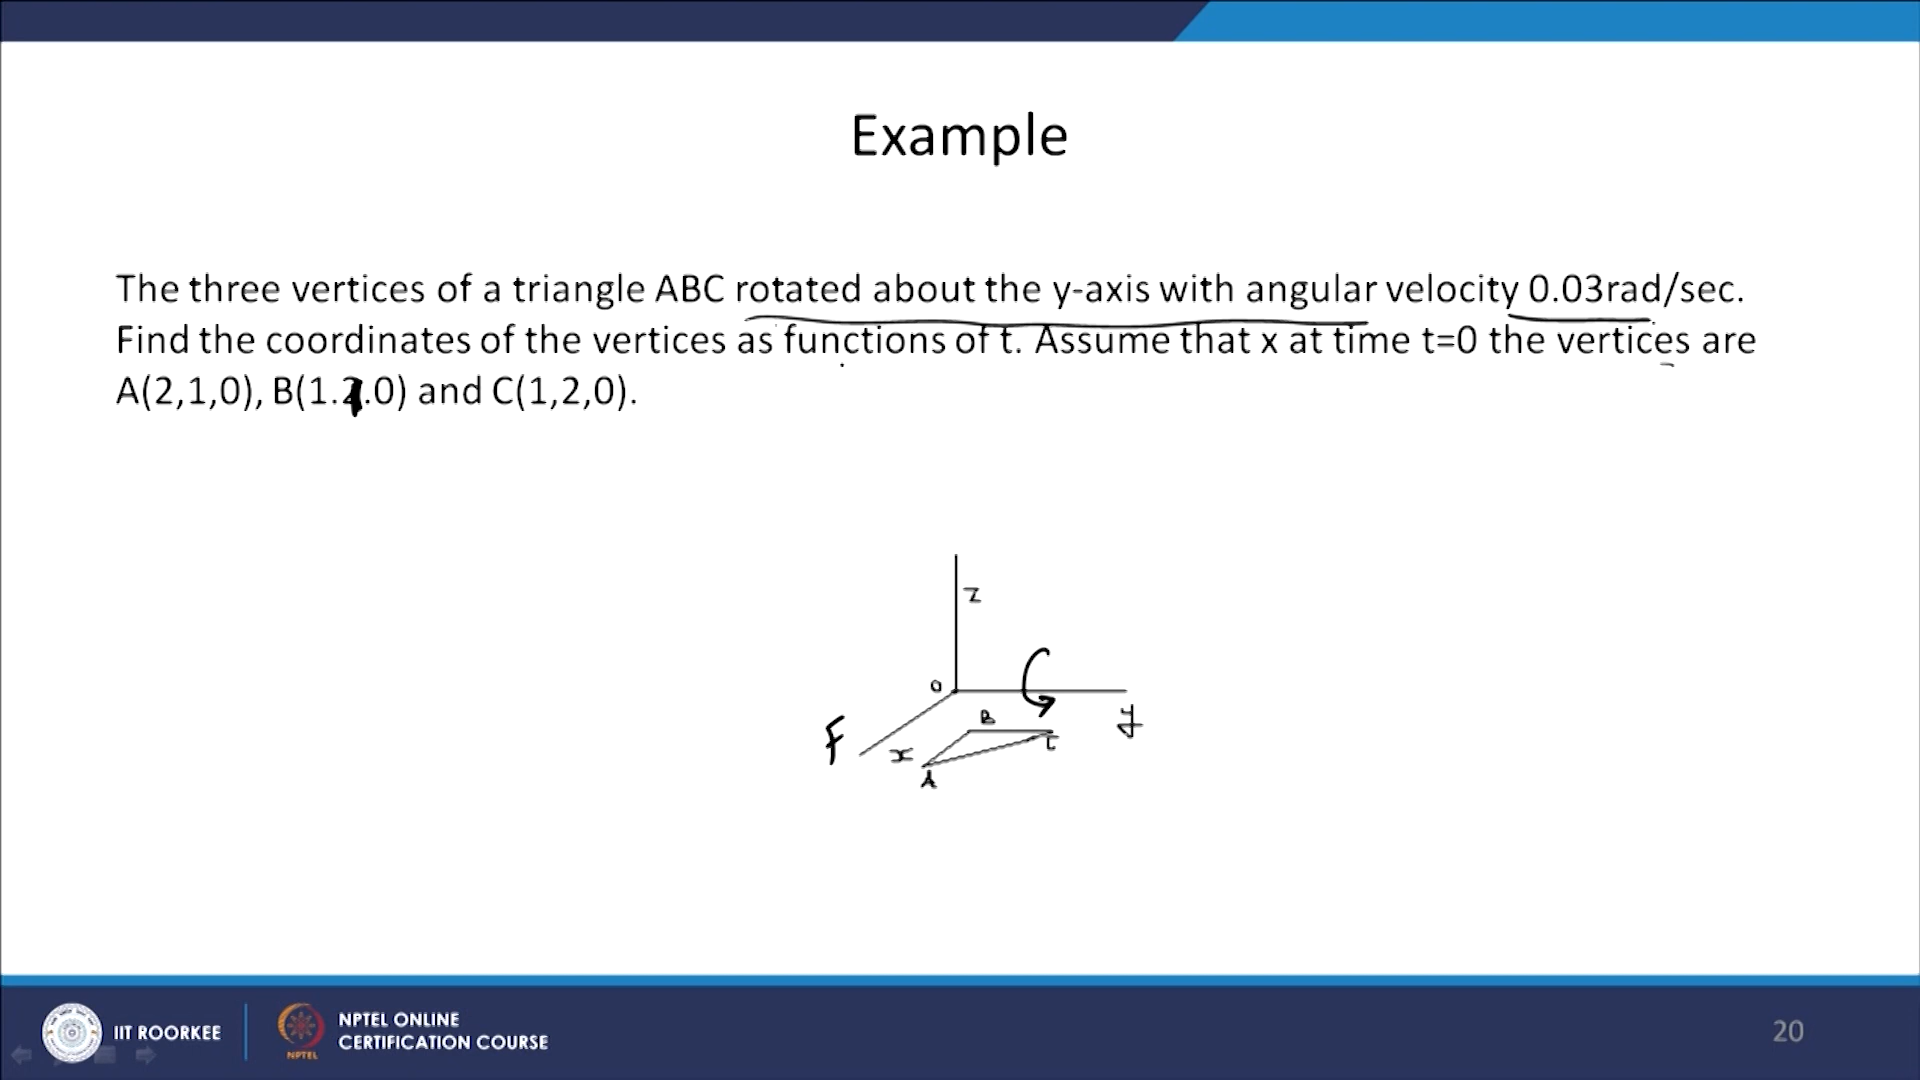 Example
The three vertices of a triangle ABC rotated about the y-axis with angular velocity 0.03rad/sec.
Find the coordinates of the vertices as functions of t. Assume that x at time t=0 the vertices are
A(2,1,0), B(1.1.0) and C(1,2,0).
z
o
B
y
F
x
C
A
IIT ROORKEE
NPTEL
NPTEL ONLINE
CERTIFICATION COURSE
20